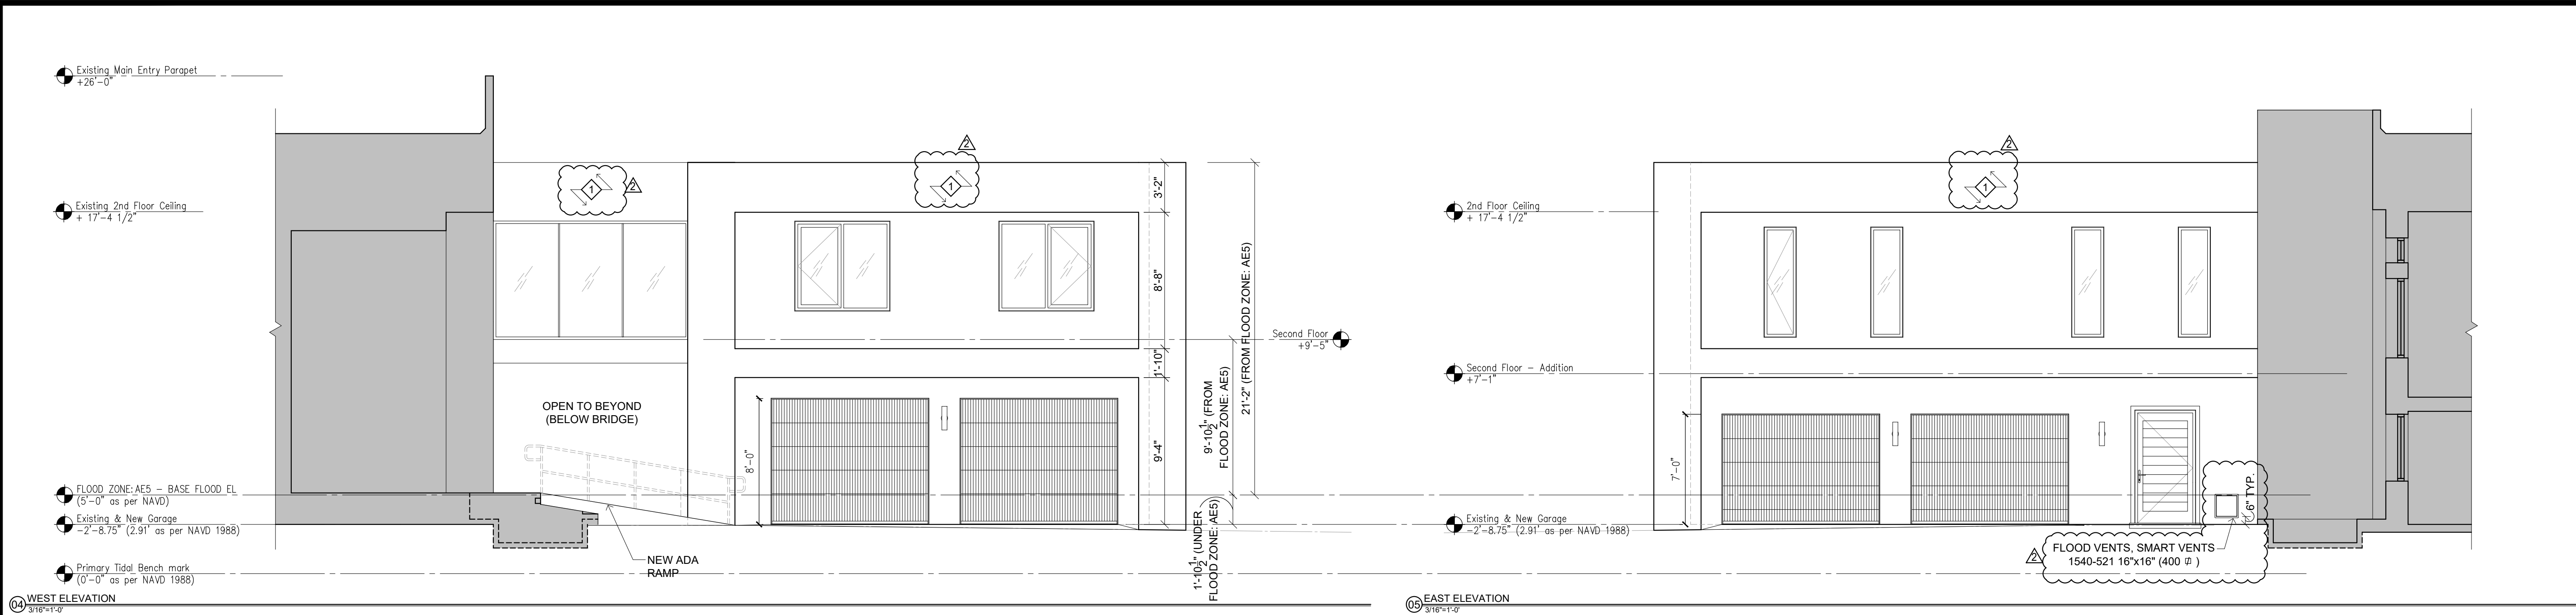 Existing Main Entry Parapet
+26'-0"
Existing 2nd Floor Ceiling
+ 17'-4 1/2"
FLOOD ZONE: AE5 - BASE FLOOD EL
(5'-0" as per NAVD)
Existing & New Garage
-2'-8.75" (2.91' as per NAVD 1988)
Primary Tidal Bench mark
(0'-0" as per NAVD 1988)
1
2
1
2
OPEN TO BEYOND
(BELOW BRIDGE)
NEW ADA
RAMP
8'-0"
3'-2"
8'-8"
1'-10"
9'-4"
21'-2" (FROM FLOOD ZONE: AE5)
9'-10 1/2" (FROM
FLOOD ZONE: AE5)
1'-10 1/2" (UNDER
FLOOD ZONE: AE5)
Second Floor
+9'-5"
04
WEST ELEVATION
3/16"=1'-0'
2nd Floor Ceiling
+ 17'-4 1/2"
Second Floor - Addition
+7'-1"
Existing & New Garage
-2'-8.75" (2.91' as per NAVD 1988)
1
2
7'-0"
6" TYP.
2
FLOOD VENTS, SMART VENTS
1540-521 16"x16" (400 ⏍ )
05
EAST ELEVATION
3/16"=1'-0'